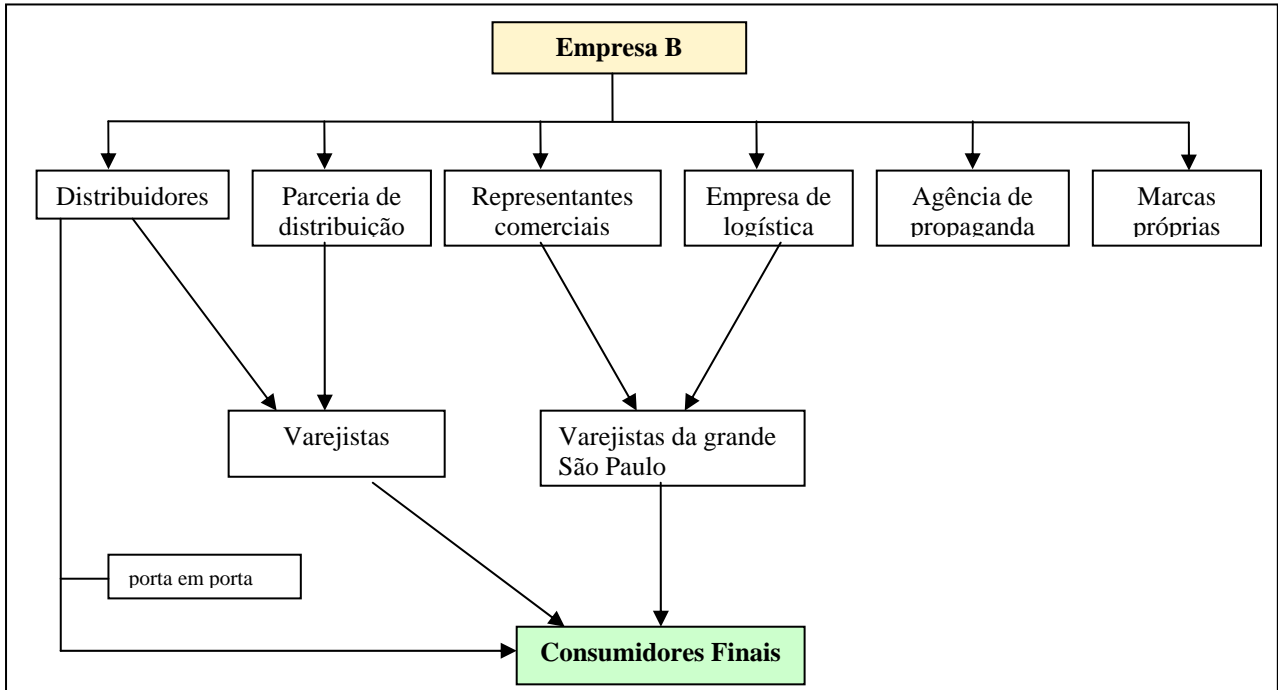 Empresa B
Distribuidores
Parceria de
distribuição
Representantes
comerciais
Empresa de
logística
Agência de
propaganda
Marcas
próprias
Varejistas
Varejistas da grande
São Paulo
porta em porta
Consumidores Finais